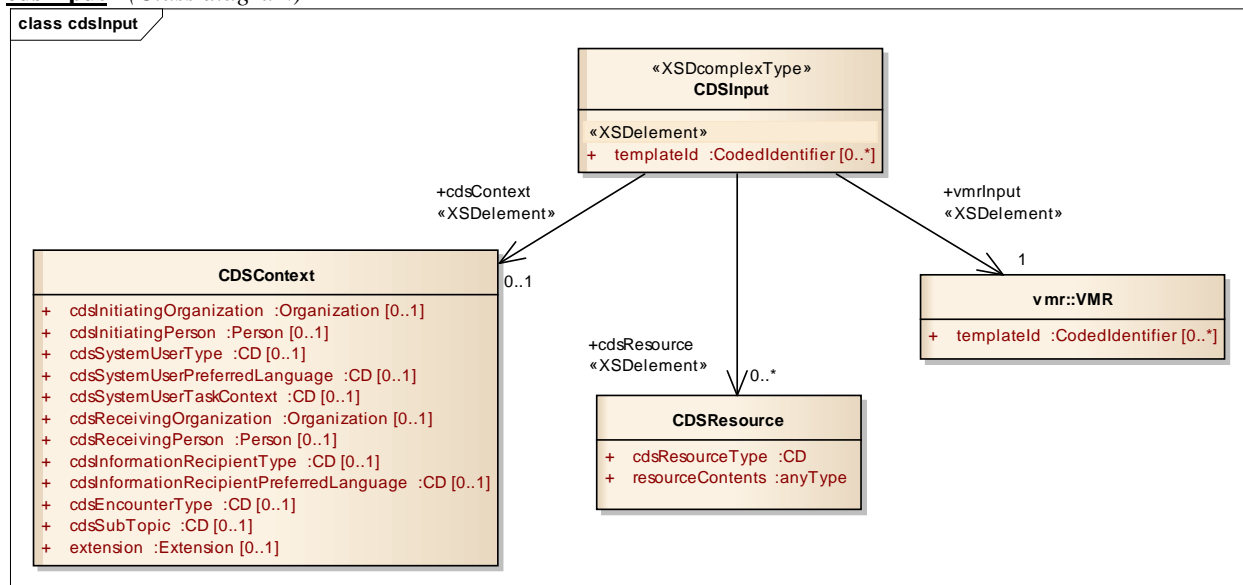 (Class diagram)
class cdsInput
«XSDcomplexType»
CDSInput
«XSDelement»
+ templateId :CodedIdentifier [0..*]
+cdsContext
«XSDelement»
0..1
+vmrInput
«XSDelement»
1
CDSContext
+ cdsInitiatingOrganization :Organization [0..1]
+ cdsInitiatingPerson :Person [0..1]
+ cdsSystemUserType :CD [0..1]
+ cdsSystemUserPreferredLanguage :CD [0..1]
+ cdsSystemUserTaskContext :CD [0..1]
+ cdsReceivingOrganization :Organization [0..1]
+ cdsReceivingPerson :Person [0..1]
+ cdsInformationRecipientType :CD [0..1]
+ cdsInformationRecipientPreferredLanguage :CD [0..1]
+ cdsEncounterType :CD [0..1]
+ cdsSubTopic :CD [0..1]
+ extension :Extension [0..1]
vmr::VMR
+ templateId :CodedIdentifier [0..*]
+cdsResource
«XSDelement»
0..*
CDSResource
+ cdsResourceType :CD
+ resourceContents :anyType